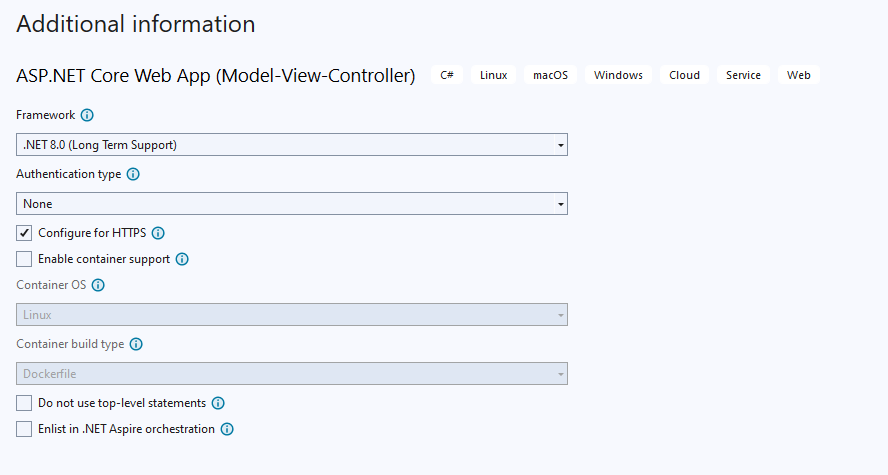 Additional information
ASP.NET Core Web App (Model-View-Controller) C# Linux macOS Windows Cloud Service Web
Framework
.NET 8.0 (Long Term Support)
Authentication type
None
Configure for HTTPS
Enable container support
Container OS
Linux
Container build type
Dockerfile
Do not use top-level statements
Enlist in .NET Aspire orchestration